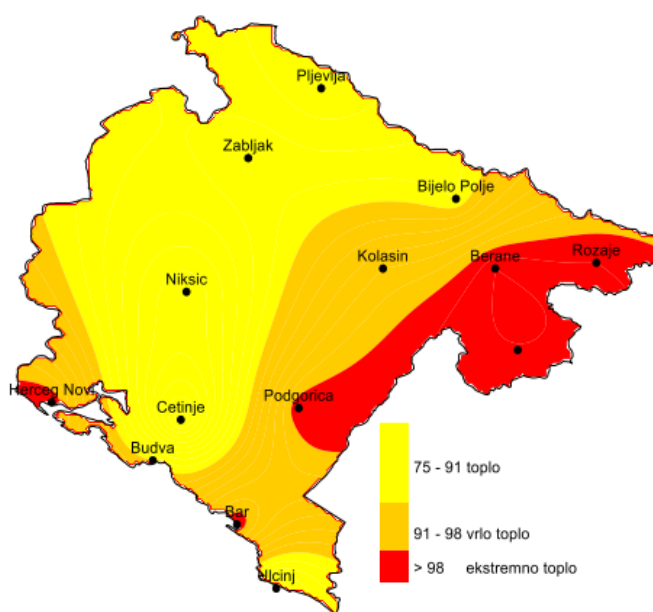 Pljevlja
Zabljak
Bijelo Polje
Kolasin
Berane
Rozaje
Niksic
Herceg Novi
Cetinje
Podgorica
Budva
Bar
Ulcinj
75 - 91 toplo
91 - 98 vrlo toplo
> 98 ekstremno toplo